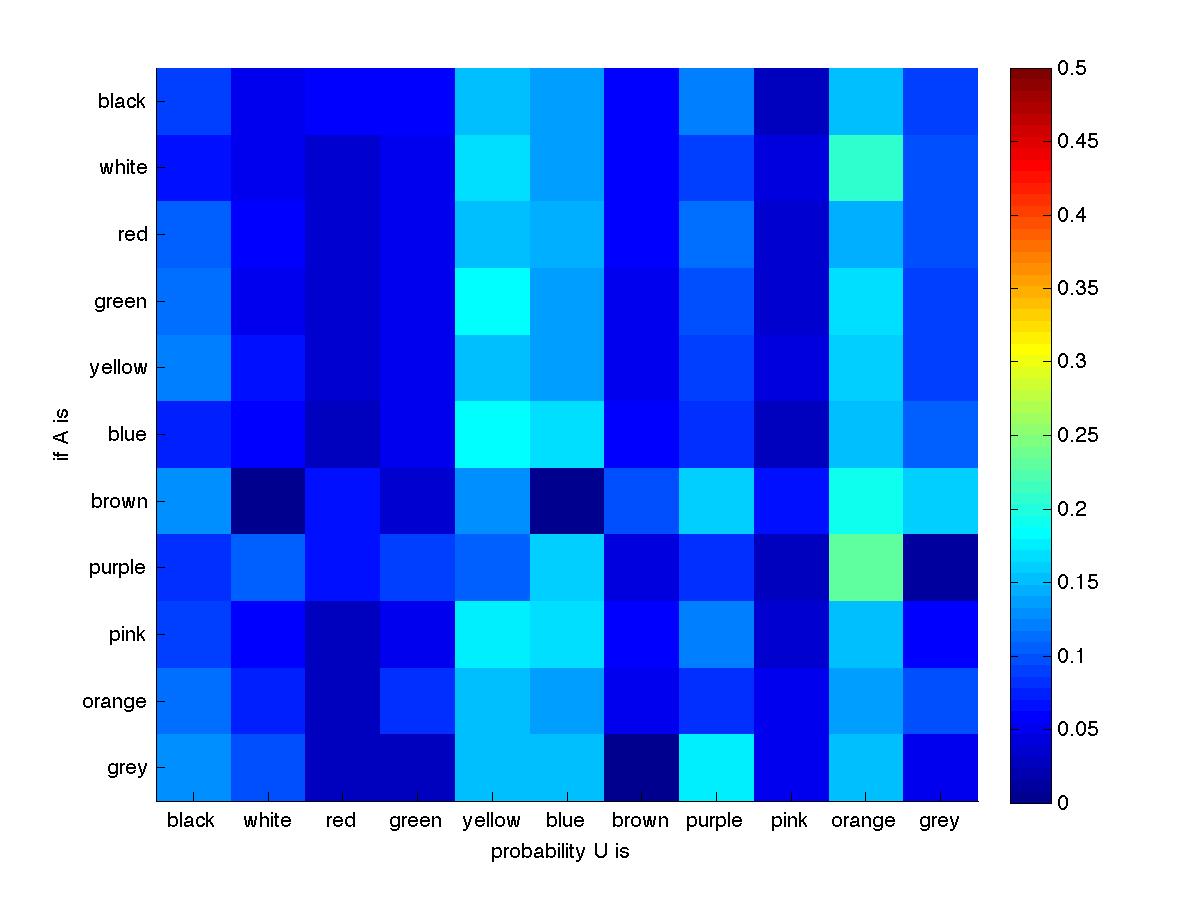 black
white
red
green
yellow
blue
brown
purple
pink
orange
grey
if A is
black white red green yellow blue brown purple pink orange grey
probability U is
0.5
0.45
0.4
0.35
0.3
0.25
0.2
0.15
0.1
0.05
0